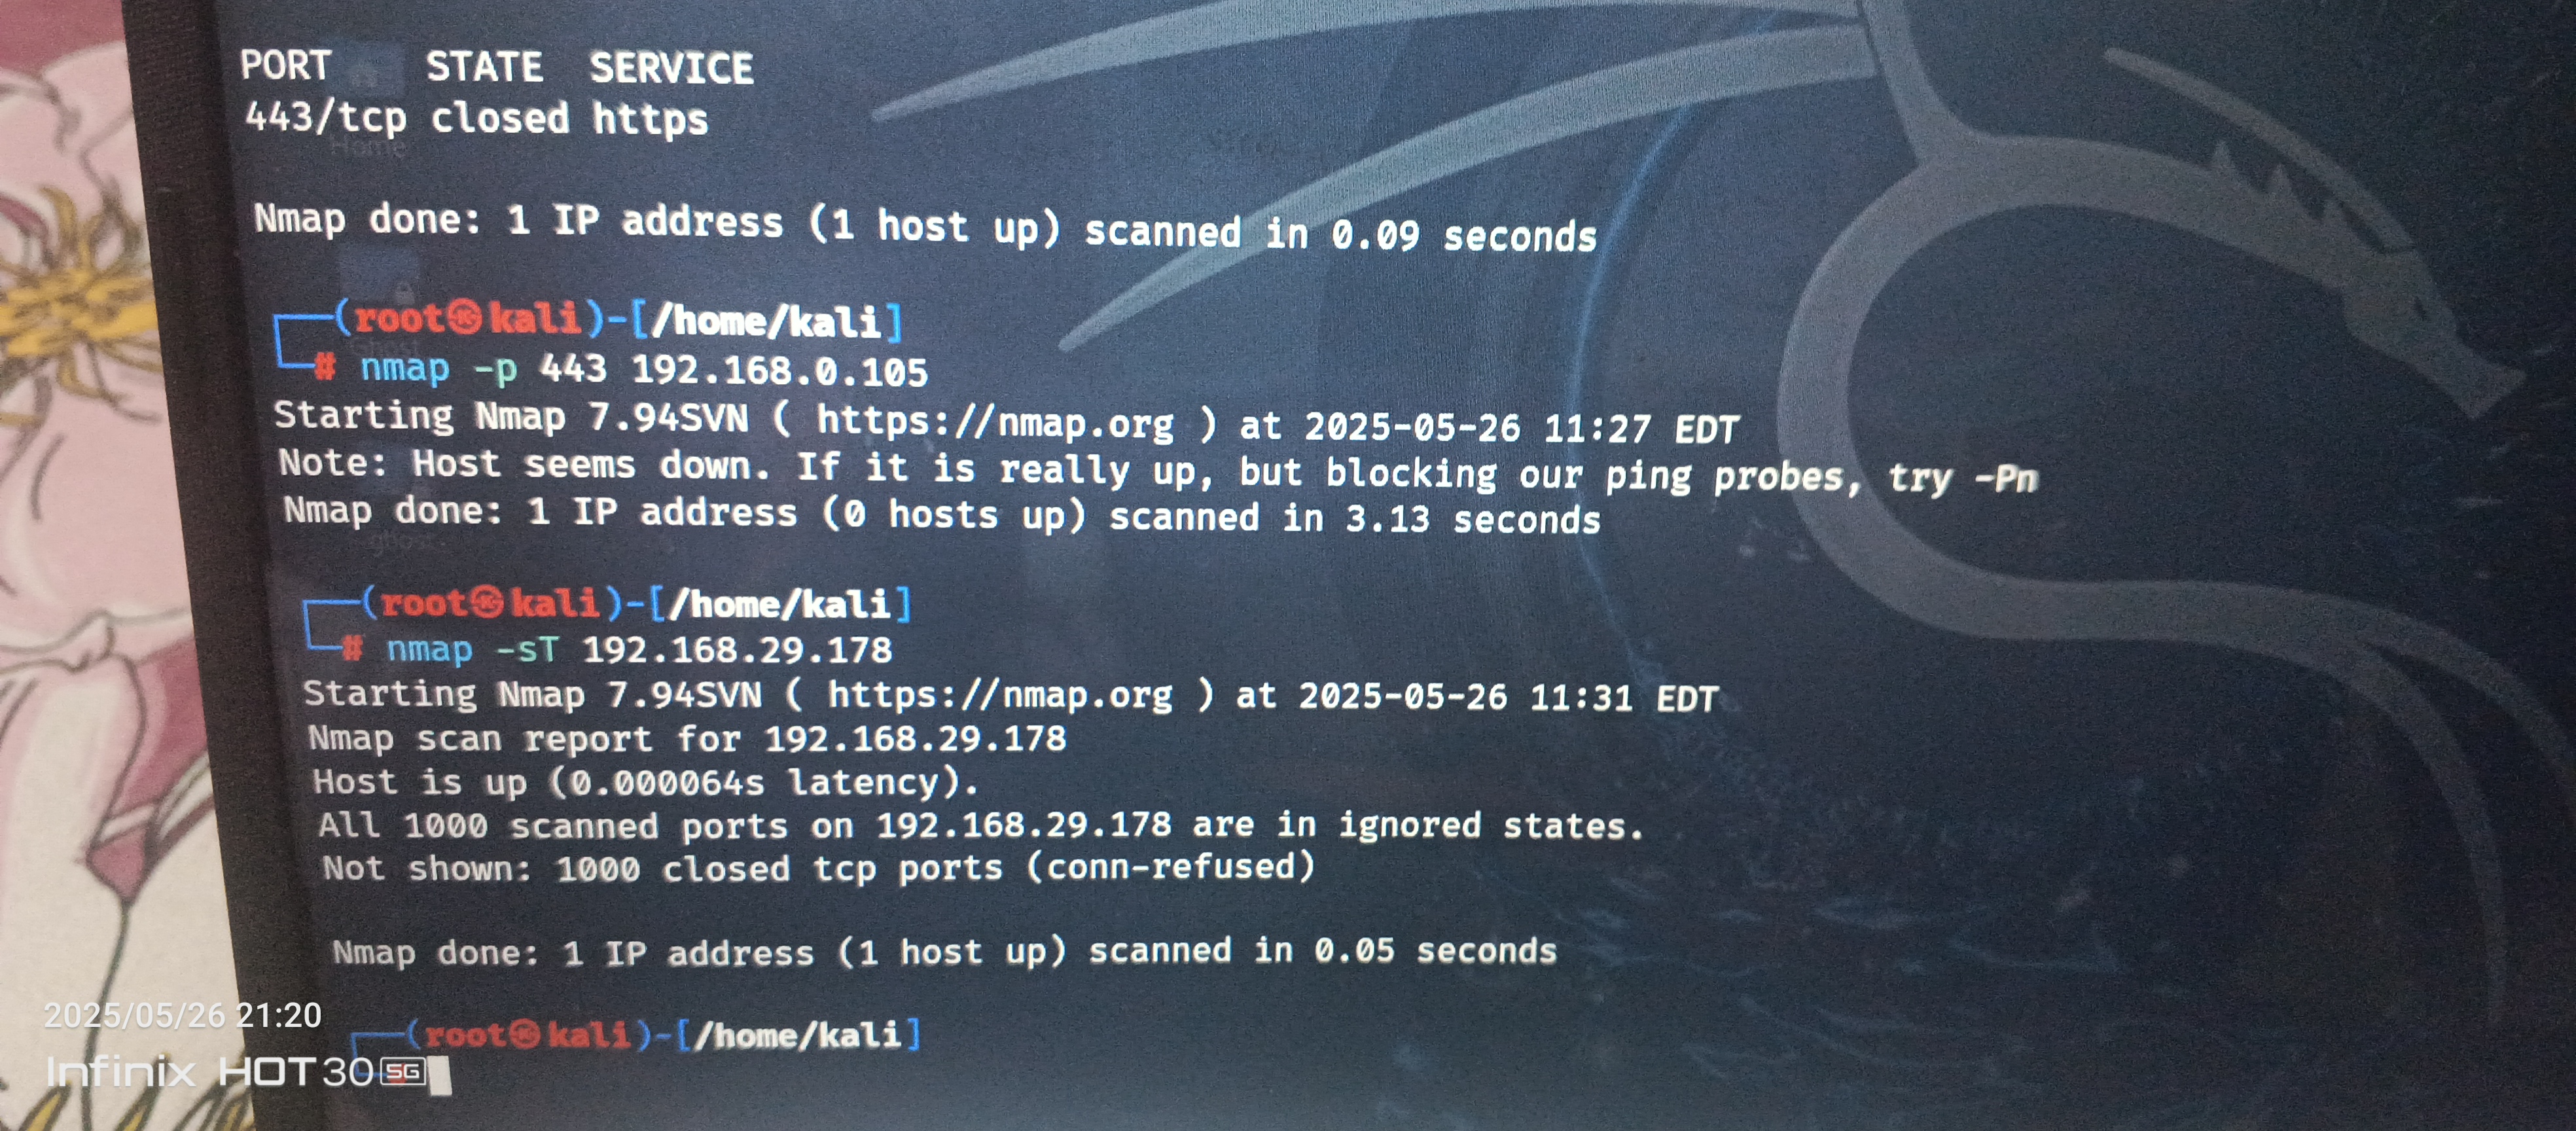 PORT    STATE  SERVICE
443/tcp closed https
Home
Nmap done: 1 IP address (1 host up) scanned in 0.09 seconds
(root㉿kali)-[/home/kali]
# nmap -p 443 192.168.0.105
Starting Nmap 7.94SVN ( https://nmap.org ) at 2025-05-26 11:27 EDT
Note: Host seems down. If it is really up, but blocking our ping probes, try -Pn
Nmap done: 1 IP address (0 hosts up) scanned in 3.13 seconds
(root㉿kali)-[/home/kali]
# nmap -sT 192.168.29.178
Starting Nmap 7.94SVN ( https://nmap.org ) at 2025-05-26 11:31 EDT
Nmap scan report for 192.168.29.178
Host is up (0.000064s latency).
All 1000 scanned ports on 192.168.29.178 are in ignored states.
Not shown: 1000 closed tcp ports (conn-refused)
Nmap done: 1 IP address (1 host up) scanned in 0.05 seconds
(root㉿kali)-[/home/kali]
2025/05/26 21:20
Infinix HOT 30 5G